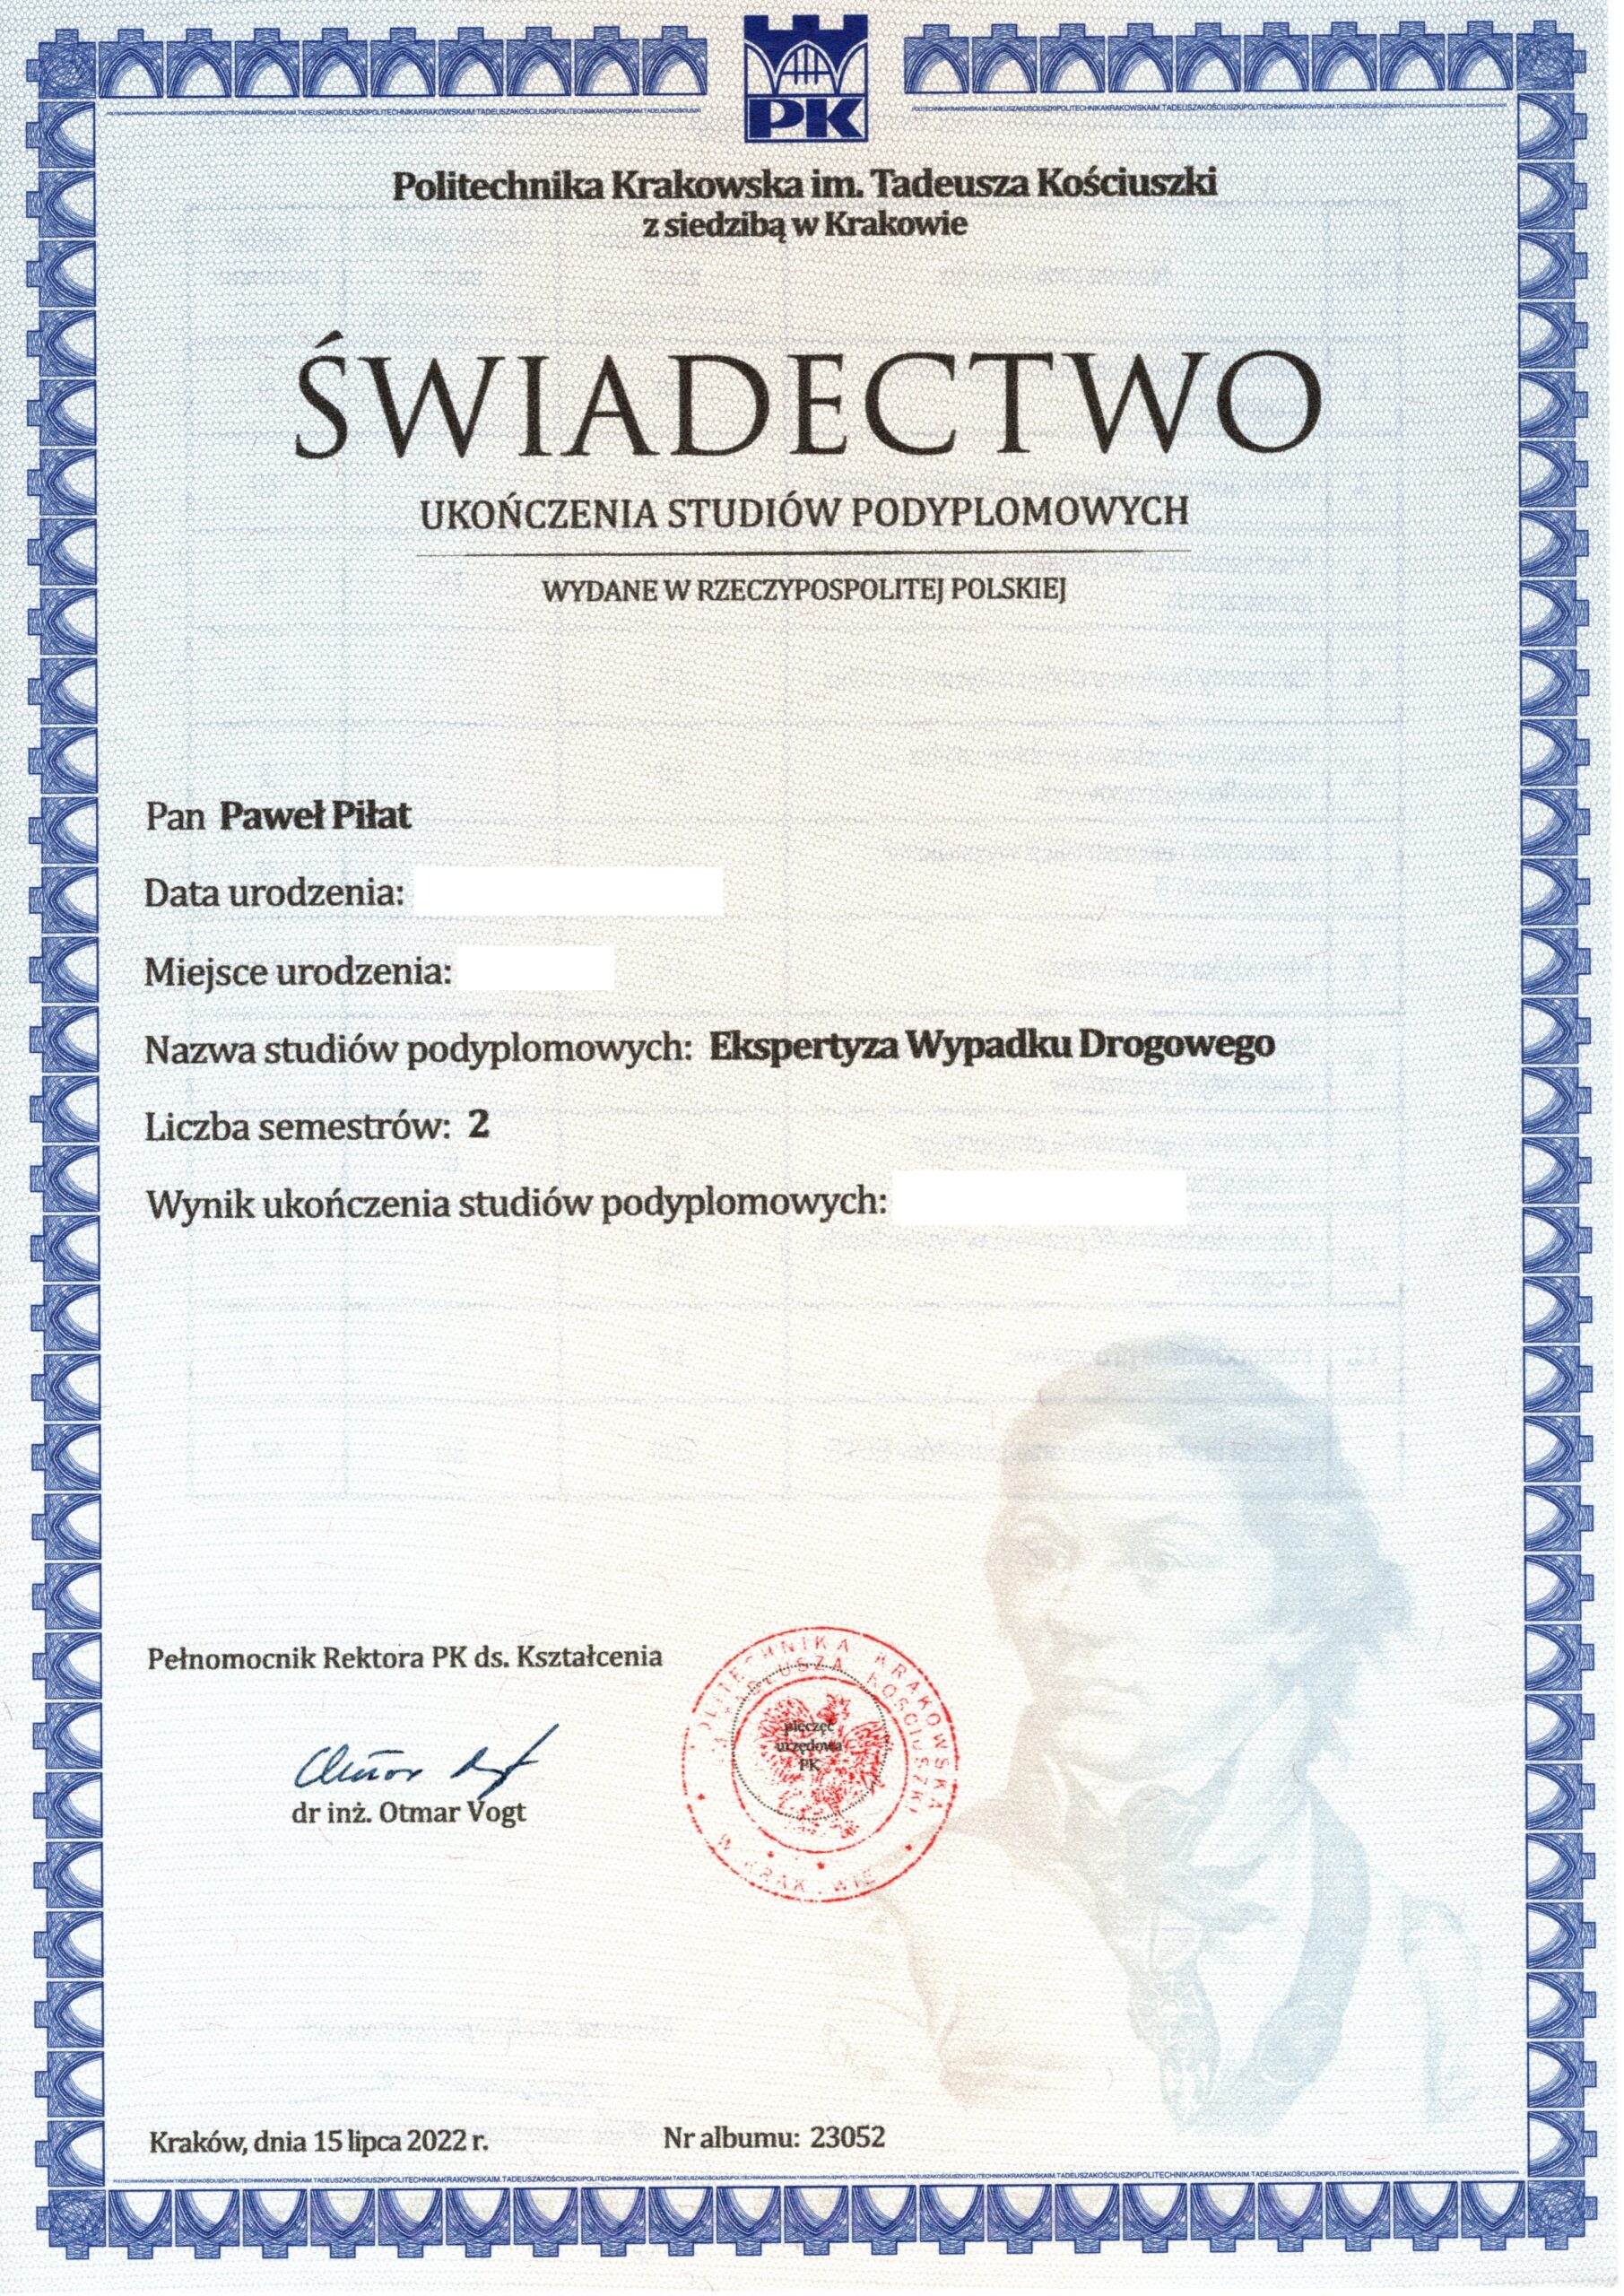 PK
Politechnika Krakowska im. Tadeusza Kościuszki
z siedzibą w Krakowie
ŚWIADECTWO
UKOŃCZENIA STUDIÓW PODYPLOMOWYCH
WYDANE W RZECZYPOSPOLITEJ POLSKIEJ
Pan Paweł Piłat
Data urodzenia:
Miejsce urodzenia:
Nazwa studiów podyplomowych: Ekspertyza Wypadku Drogowego
Liczba semestrów: 2
Wynik ukończenia studiów podyplomowych:
Pełnomocnik Rektora PK ds. Kształcenia
pieczęć
urzędowa
PK
dr inż. Otmar Vogt
Kraków, dnia 15 lipca 2022 r.
Nr albumu: 23052